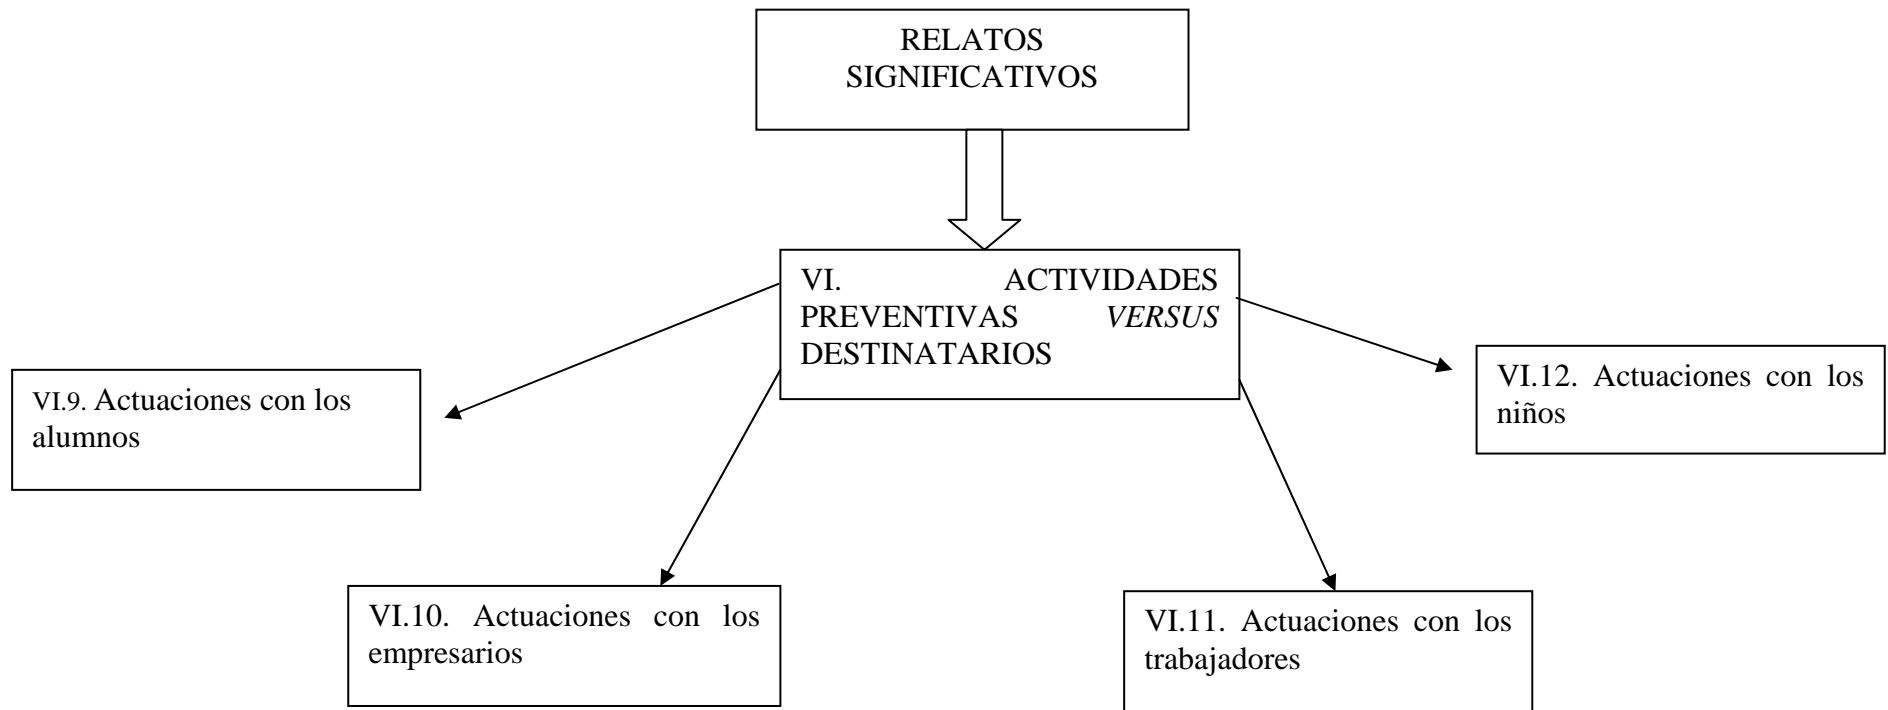 RELATOS
SIGNIFICATIVOS
VI. ACTIVIDADES
PREVENTIVAS VERSUS
DESTINATARIOS
VI.9. Actuaciones con los
alumnos
VI.12. Actuaciones con los
niños
VI.10. Actuaciones con los
empresarios
VI.11. Actuaciones con los
trabajadores